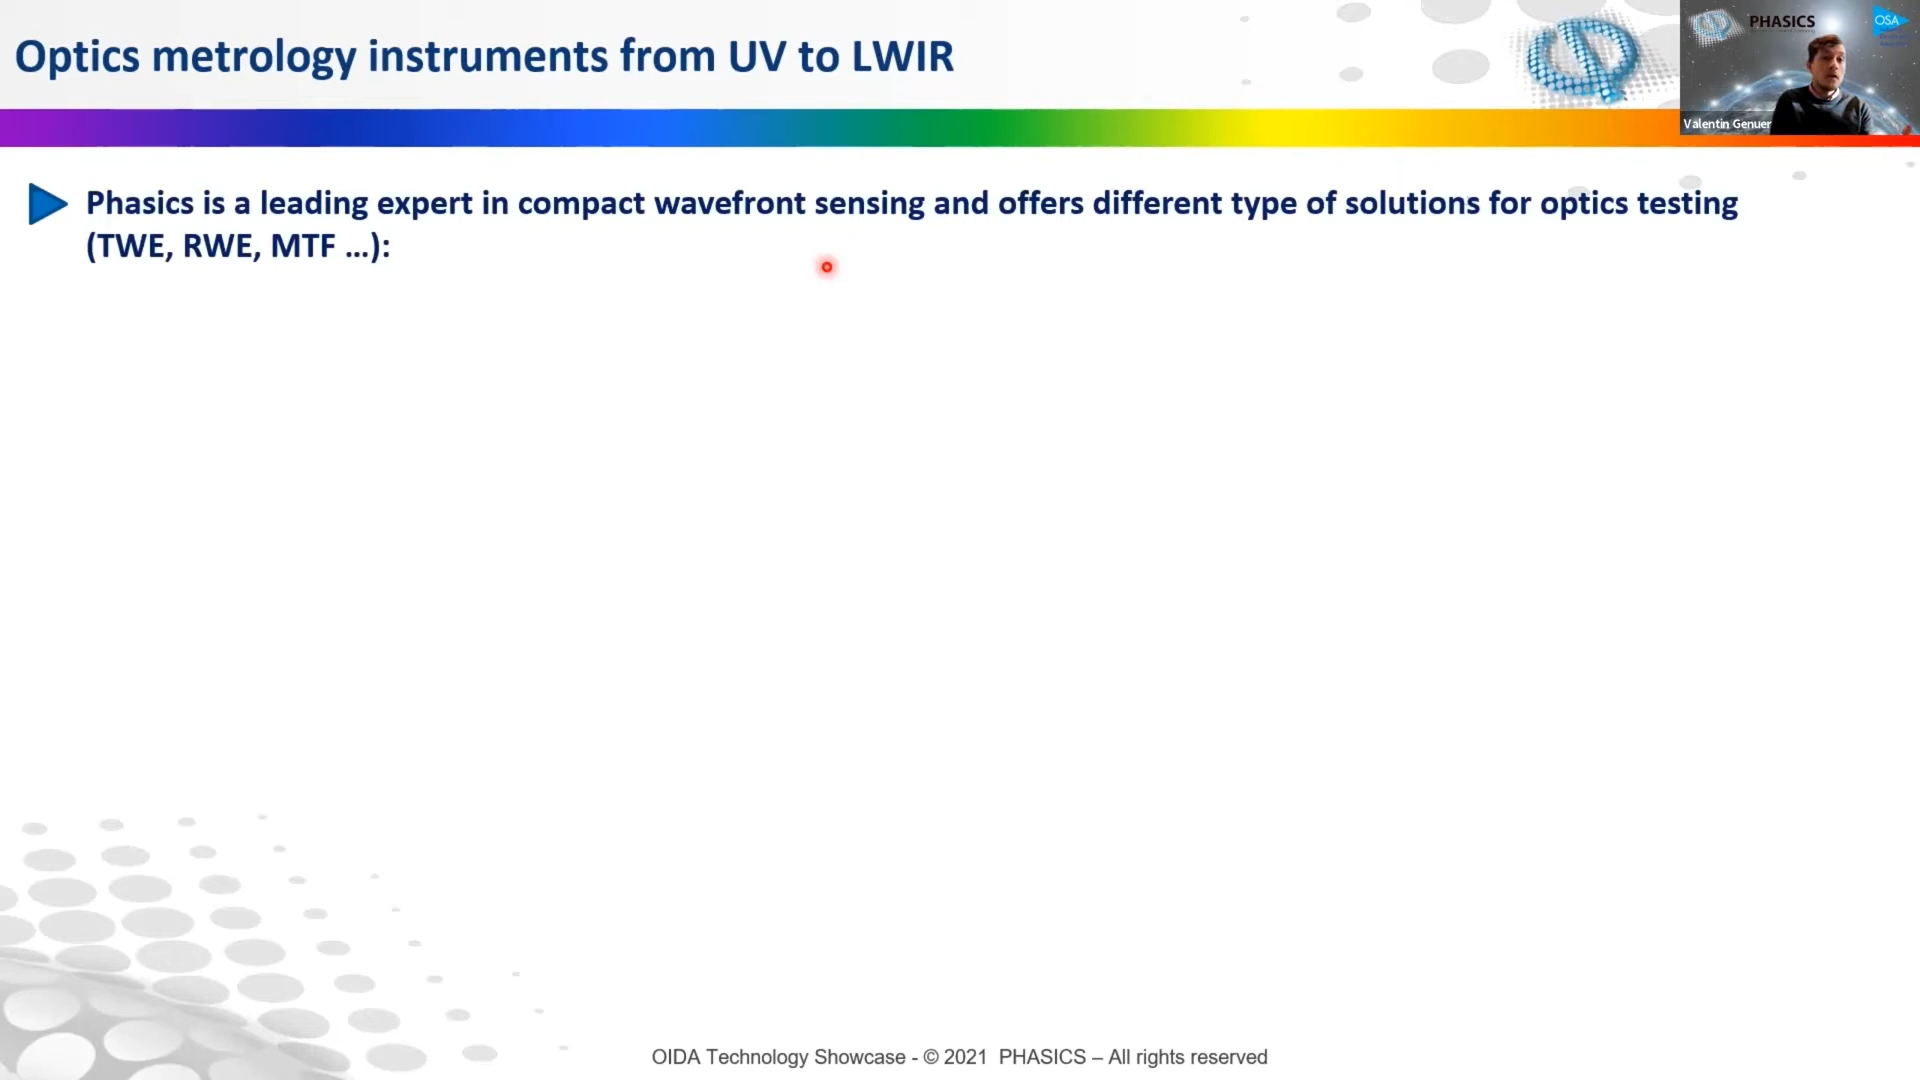 Optics metrology instruments from UV to LWIR
PHASICS
OSA
Valentin Genuer
Phasics is a leading expert in compact wavefront sensing and offers different type of solutions for optics testing
(TWE, RWE, MTF ...):
OIDA Technology Showcase - © 2021 PHASICS – All rights reserved